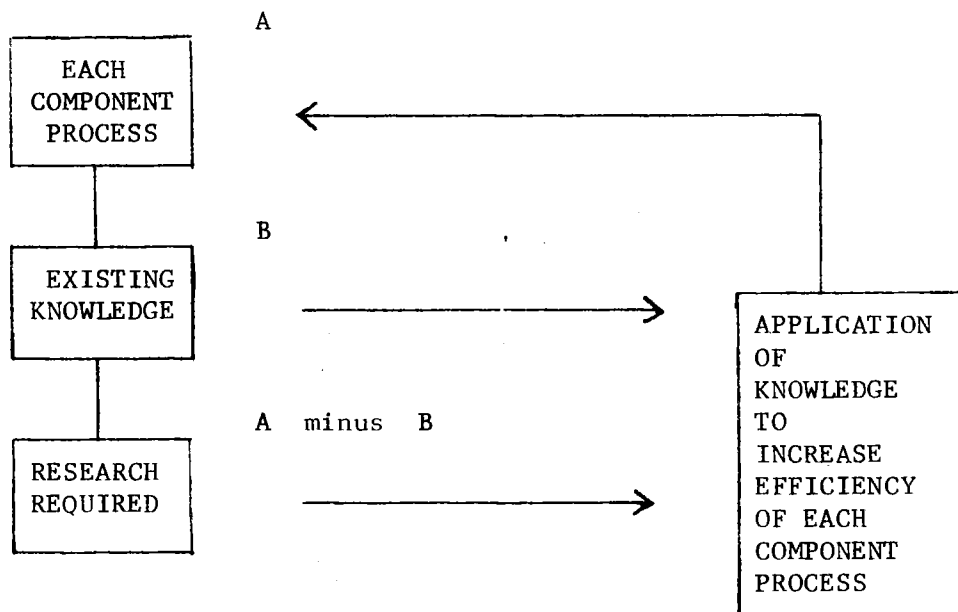 A
EACH
COMPONENT
PROCESS
B
EXISTING
KNOWLEDGE
A minus B
RESEARCH
REQUIRED
APPLICATION
OF
KNOWLEDGE
TO
INCREASE
EFFICIENCY
OF EACH
COMPONENT
PROCESS